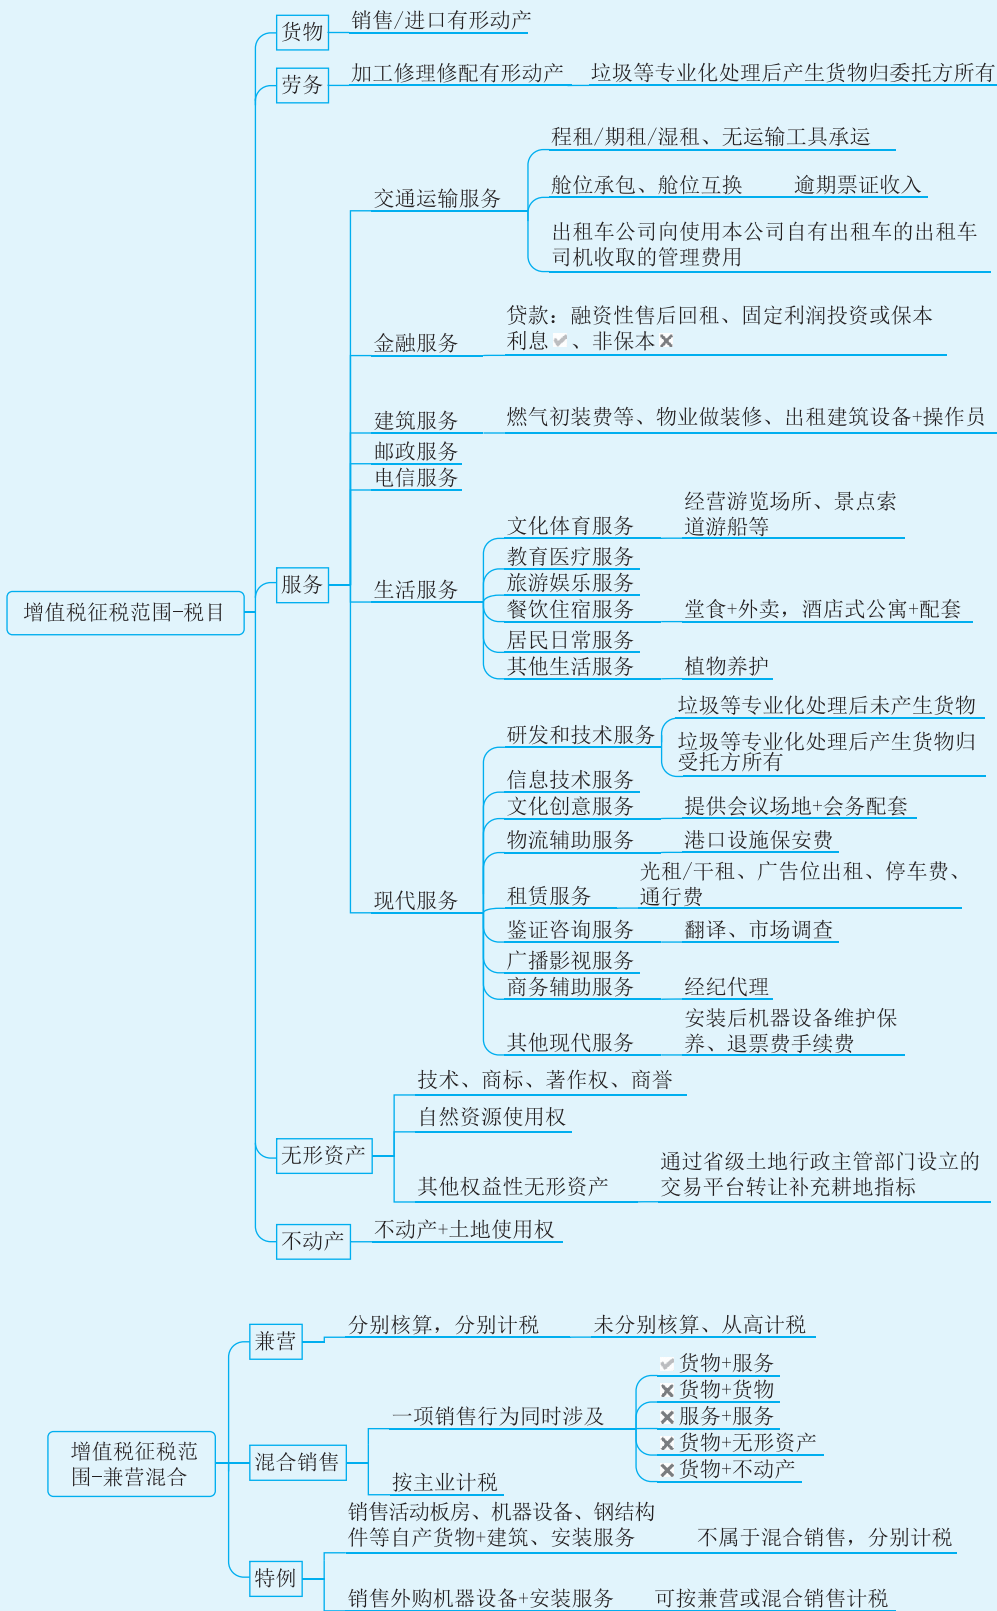 货物
销售/进口有形动产
劳务
加工修理修配有形动产
垃圾等专业化处理后产生货物归委托方所有
增值税征税范围-税目
服务
交通运输服务
程租/期租/湿租、无运输工具承运
舱位承包、舱位互换
逾期票证收入
出租车公司向使用本公司自有出租车的出租车
司机收取的管理费用
金融服务
贷款：融资性售后回租、固定利润投资或保本
利息✔、非保本✖
建筑服务
燃气初装费等、物业做装修、出租建筑设备+操作员
邮政服务
电信服务
生活服务
文化体育服务
经营游览场所、景点索
道游船等
教育医疗服务
旅游娱乐服务
餐饮住宿服务
堂食+外卖，酒店式公寓+配套
居民日常服务
其他生活服务
植物养护
现代服务
研发和技术服务
垃圾等专业化处理后未产生货物
垃圾等专业化处理后产生货物归
受托方所有
信息技术服务
文化创意服务
提供会议场地+会务配套
物流辅助服务
港口设施保安费
租赁服务
光租/干租、广告位出租、停车费、
通行费
鉴证咨询服务
翻译、市场调查
广播影视服务
商务辅助服务
经纪代理
其他现代服务
安装后机器设备维护保
养、退票费手续费
无形资产
技术、商标、著作权、商誉
自然资源使用权
其他权益性无形资产
通过省级土地行政主管部门设立的
交易平台转让补充耕地指标
不动产
不动产+土地使用权
增值税征税范
围-兼营混合
兼营
分别核算，分别计税
未分别核算、从高计税
混合销售
一项销售行为同时涉及
✔货物+服务
✖货物+货物
✖服务+服务
✖货物+无形资产
✖货物+不动产
按主业计税
特例
销售活动板房、机器设备、钢结构
件等自产货物+建筑、安装服务
不属于混合销售，分别计税
销售外购机器设备+安装服务
可按兼营或混合销售计税